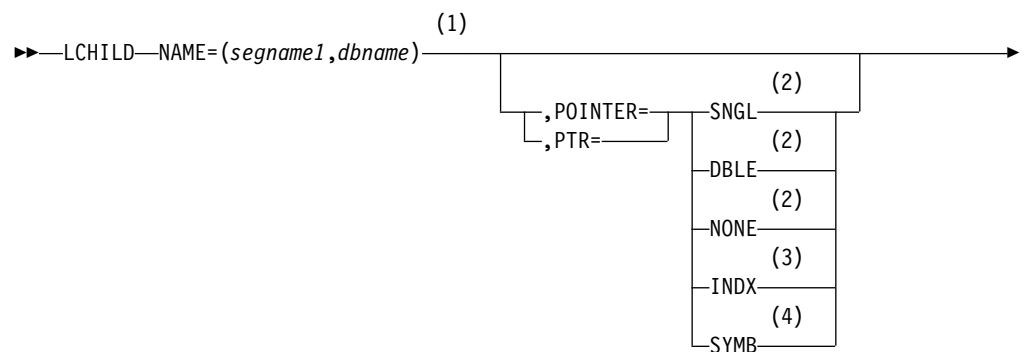 (1)
LCHILD NAME=(segname1,dbname)
(2)
,POINTER= SNGL
,PTR=
(2)
DBLE
(2)
NONE
(3)
INDX
(4)
SYMB